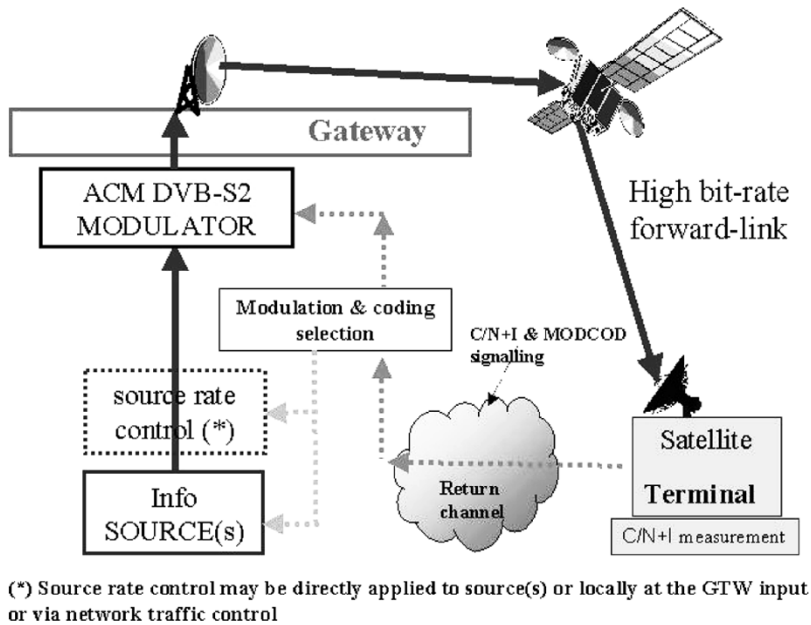 Gateway
ACM DVB-S2
MODULATOR
High bit-rate
forward-link
Modulation & coding
selection
C/N+I & MODCOD
signalling
source rate
control (*)
Satellite
Terminal
Return
channel
Info
SOURCE(s)
C/N+I measurement
(*) Source rate control may be directly applied to source(s) or locally at the GTW input
or via network traffic control